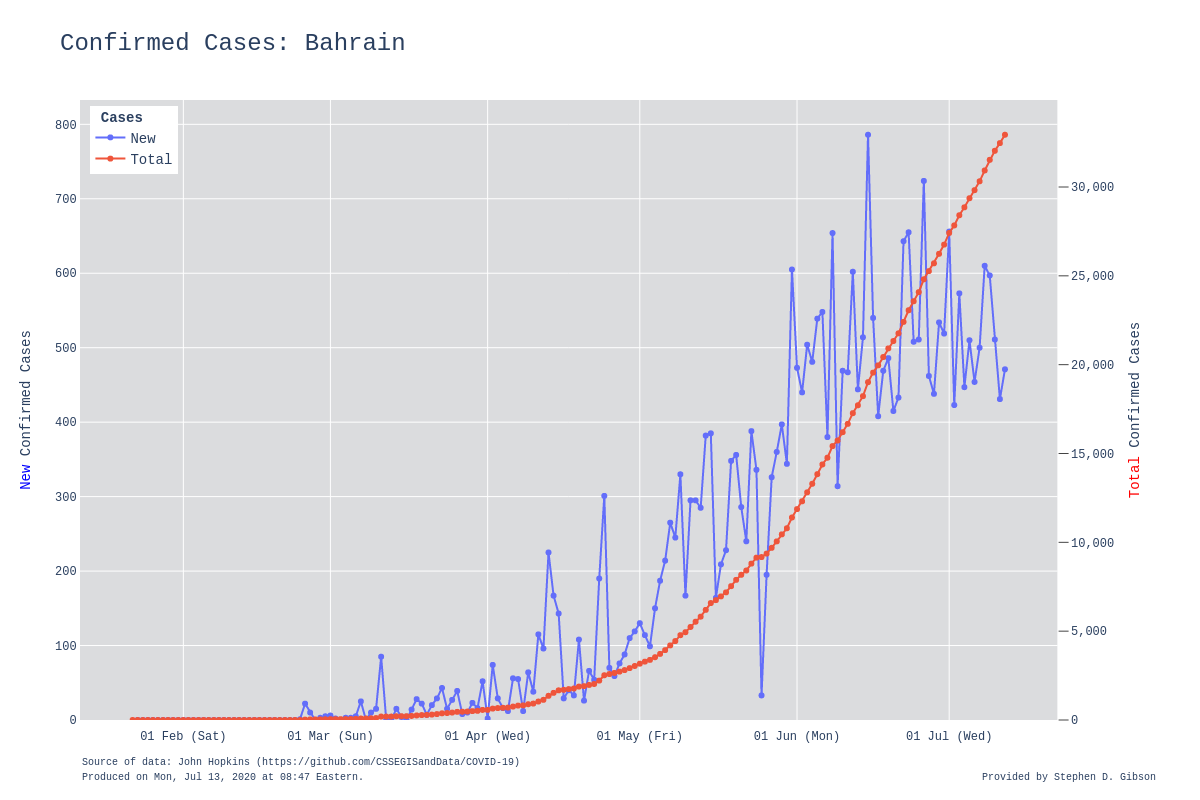 Confirmed Cases: Bahrain
Cases
New
Total
800
700
600
500
400
300
200
100
0
30,000
25,000
20,000
15,000
10,000
5,000
0
New Confirmed Cases
Total Confirmed Cases
01 Feb (Sat)
01 Mar (Sun)
01 Apr (Wed)
01 May (Fri)
01 Jun (Mon)
01 Jul (Wed)
Source of data: John Hopkins (https://github.com/CSSEGISandData/COVID-19)
Produced on Mon, Jul 13, 2020 at 08:47 Eastern.
Provided by Stephen D. Gibson